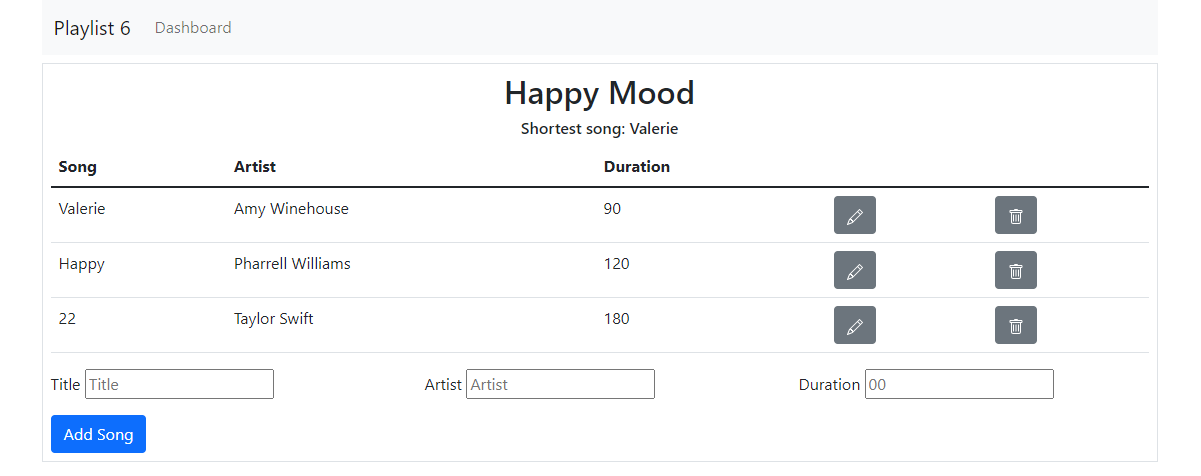 Playlist 6 Dashboard
Happy Mood
Shortest song: Valerie
Song Artist Duration
Valerie Amy Winehouse 90
Happy Pharrell Williams 120
22 Taylor Swift 180
Title Title Artist Artist Duration 00
Add Song